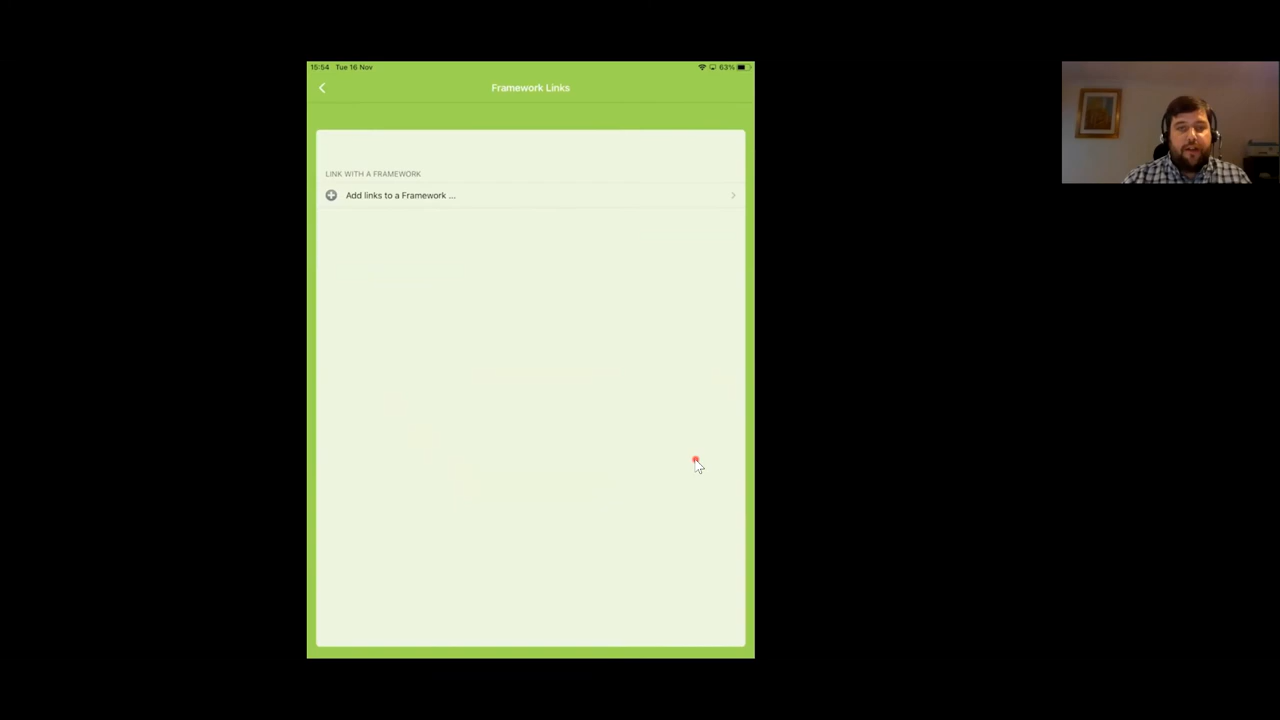 15:54 Tue 16 Nov 63%
Framework Links
LINK WITH A FRAMEWORK
Add links to a Framework ...